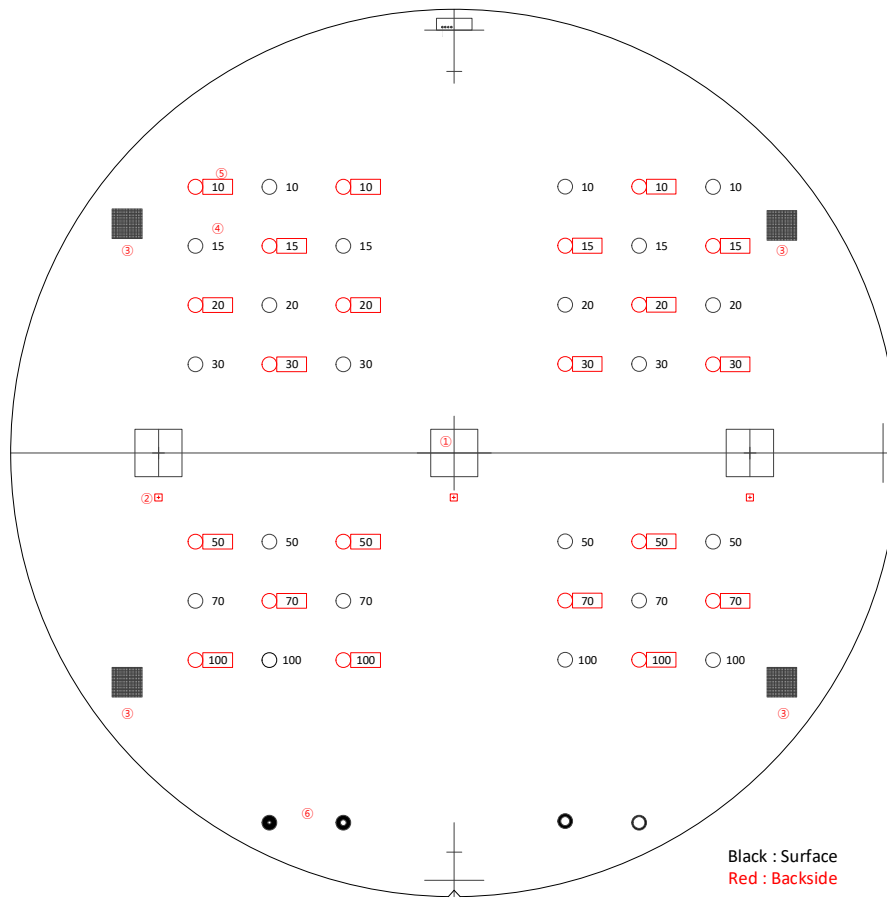 ⑤
10 10 10 10 10 10
④
15 15 15 15 15 15
③ ③
20 20 20 20 20 20
30 30 30 30 30 30
①
②
50 50 50 50 50 50
70 70 70 70 70 70
100 100 100 100 100 100
③ ③
⑥
Black : Surface
Red : Backside